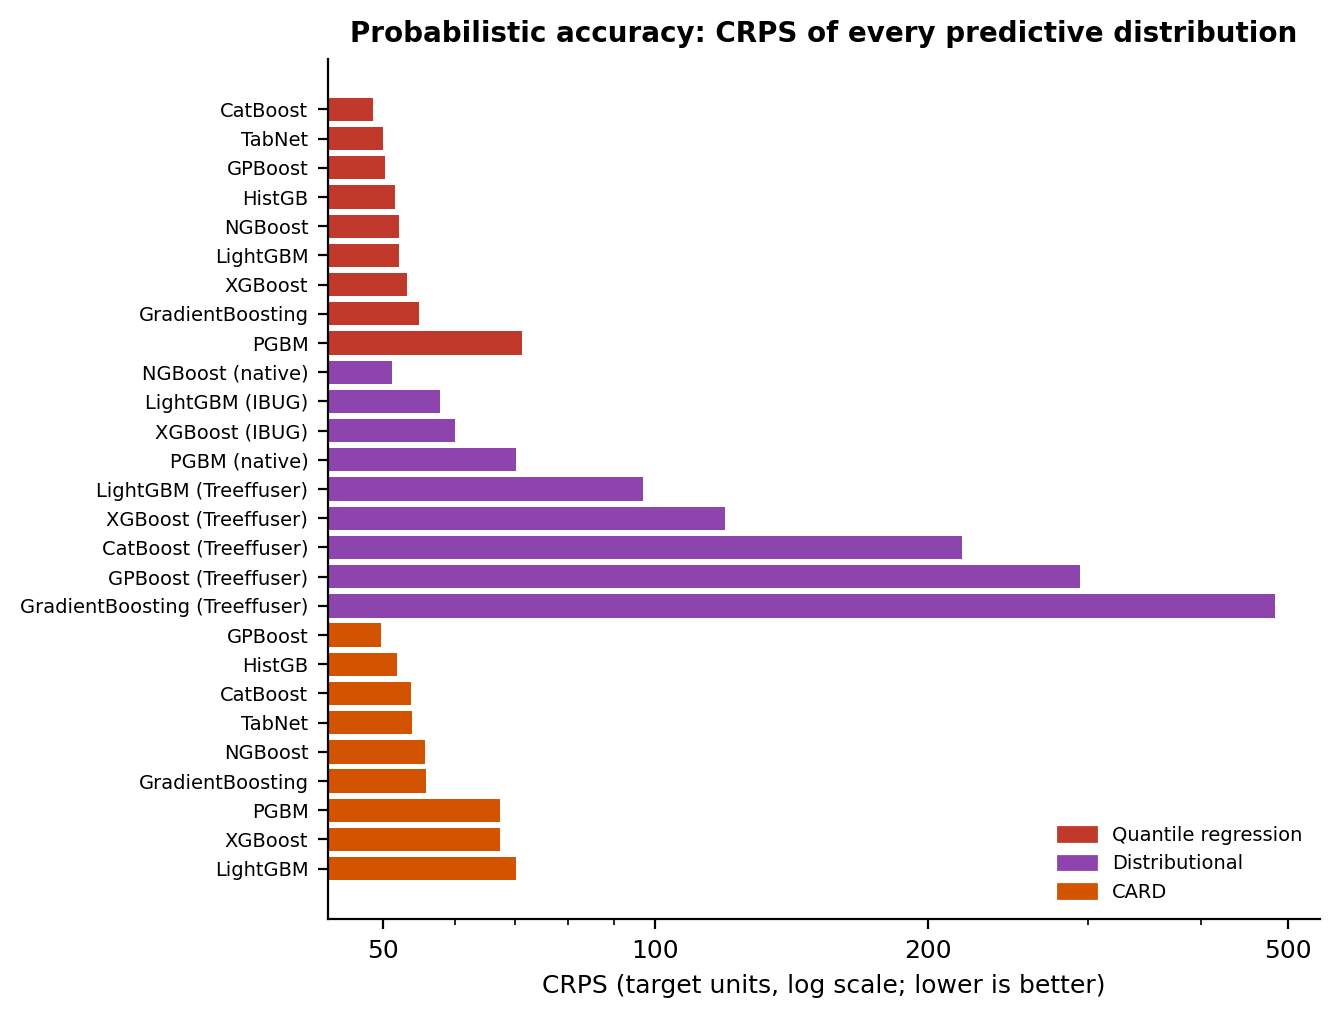 Probabilistic accuracy: CRPS of every predictive distribution
CatBoost
TabNet
GPBoost
HistGB
NGBoost
LightGBM
XGBoost
GradientBoosting
PGBM
NGBoost (native)
LightGBM (IBUG)
XGBoost (IBUG)
PGBM (native)
LightGBM (Treeffuser)
XGBoost (Treeffuser)
CatBoost (Treeffuser)
GPBoost (Treeffuser)
GradientBoosting (Treeffuser)
GPBoost
HistGB
CatBoost
TabNet
NGBoost
GradientBoosting
PGBM
XGBoost
LightGBM
Quantile regression
Distributional
CARD
50 100 200 500
CRPS (target units, log scale; lower is better)